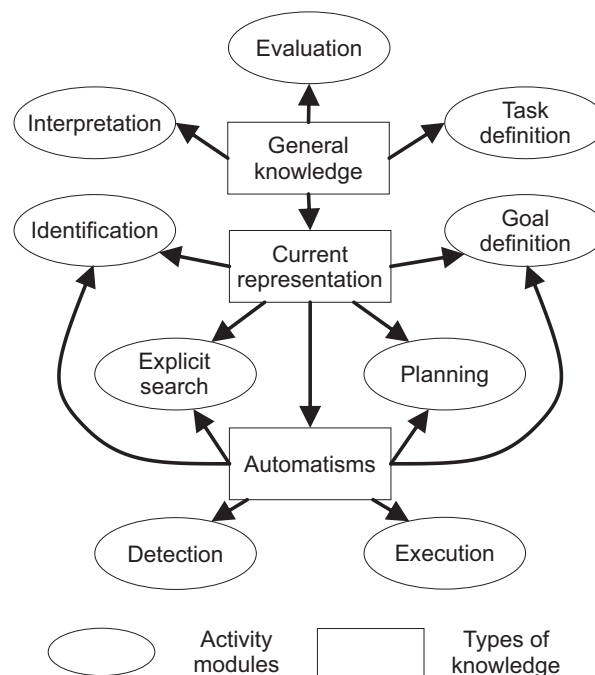 Evaluation
Interpretation
Task
definition
General
knowledge
Identification
Goal
definition
Current
representation
Explicit
search
Planning
Automatisms
Detection
Execution
Activity
modules
Types of
knowledge